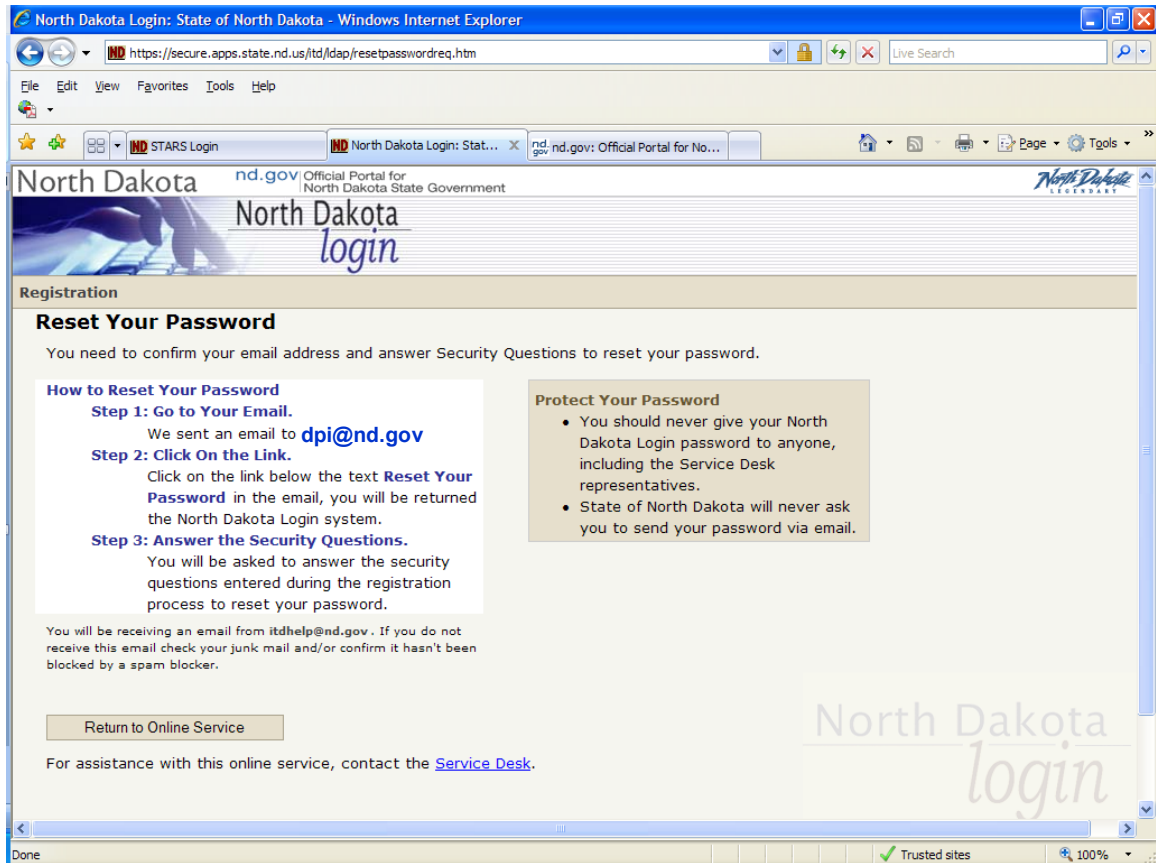 North Dakota Login: State of North Dakota - Windows Internet Explorer
ND https://secure.apps.state.nd.us/itd/ldap/resetpasswordreq.htm
Live Search
File Edit View Favorites Tools Help
ND STARS Login
ND North Dakota Login: Stat... X
nd.gov nd.gov: Official Portal for No...
Page Tools »
North Dakota nd.gov Official Portal for
North Dakota State Government
North Dakota
LEGENDARY
North Dakota
login
Registration
Reset Your Password
You need to confirm your email address and answer Security Questions to reset your password.
How to Reset Your Password
Step 1: Go to Your Email.
We sent an email to dpi@nd.gov
Step 2: Click On the Link.
Click on the link below the text Reset Your
Password in the email, you will be returned
the North Dakota Login system.
Step 3: Answer the Security Questions.
You will be asked to answer the security
questions entered during the registration
process to reset your password.
Protect Your Password
• You should never give your North
Dakota Login password to anyone,
including the Service Desk
representatives.
• State of North Dakota will never ask
you to send your password via email.
You will be receiving an email from itdhelp@nd.gov. If you do not
receive this email check your junk mail and/or confirm it hasn't been
blocked by a spam blocker.
Return to Online Service
For assistance with this online service, contact the Service Desk.
North Dakota
login
Done
Trusted sites
100%